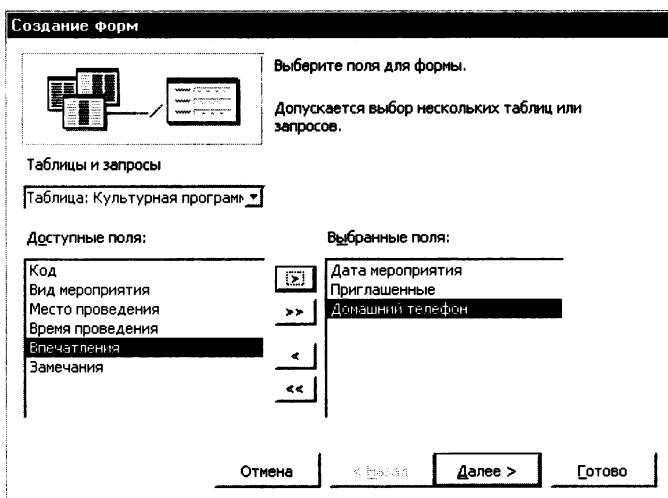 Создание форм
Выберите поля для формы.
Допускается выбор нескольких таблиц или
запросов.
Таблицы и запросы
Таблица: Культурная програм
Доступные поля:
Выбранные поля:
Код
Вид мероприятия
Место проведения
Время проведения
Впечатления
Замечания
>
>>
<
<<
Дата мероприятия
Приглашенные
Домашний телефон
Отмена
< Назад
Далее >
Готово